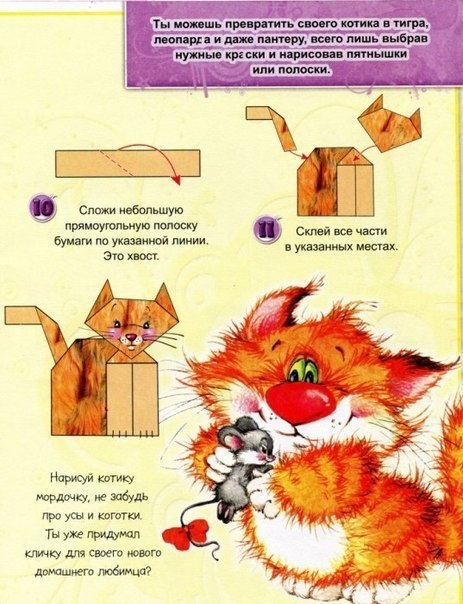 Ты можешь превратить своего котика в тигра,
леопарда и даже пантеру, всего лишь выбрав
нужные краски и нарисовав пятнышки
или полоски.
10
Сложи небольшую
прямоугольную полоску
бумаги по указанной линии.
Это хвост.
11
Склей все части
в указанных местах.
Нарисуй котику
мордочку, не забудь
про усы и коготки.
Ты уже придумал
кличку для своего нового
домашнего любимца?